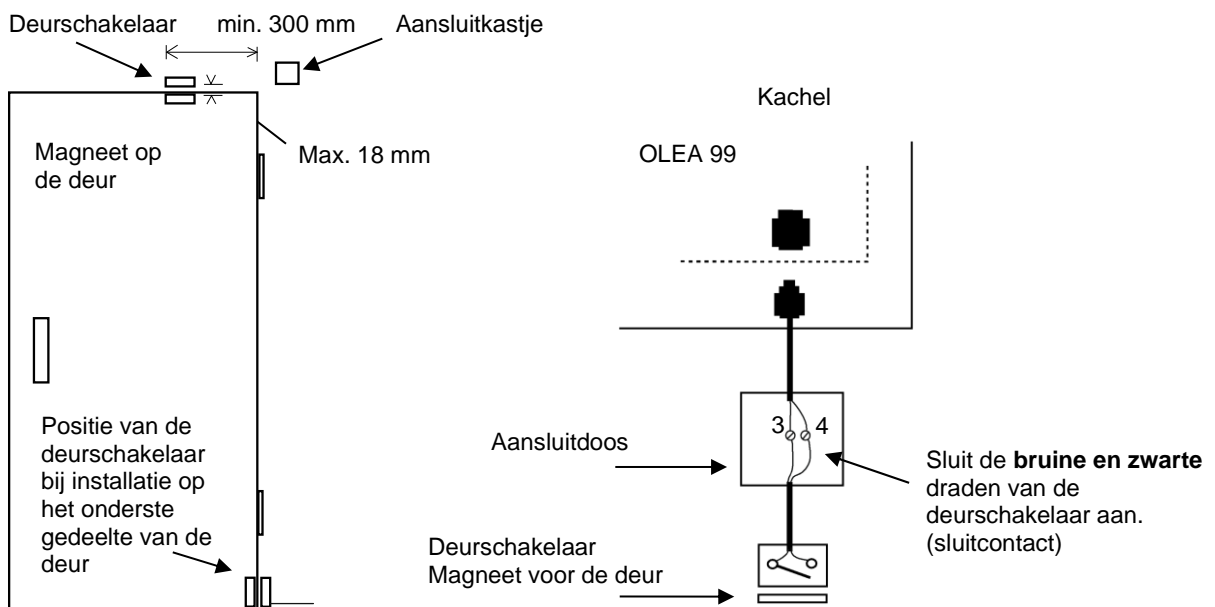 Deurschakelaar
min. 300 mm
Aansluitkastje
Magneet op
de deur
Max. 18 mm
Positie van de
deurschakelaar
bij installatie op
het onderste
gedeelte van de
deur
Kachel
OLEA 99
3 4
Aansluitdoos
Sluit de bruine en zwarte
draden van de
deurschakelaar aan.
(sluitcontact)
Deurschakelaar
Magneet voor de deur